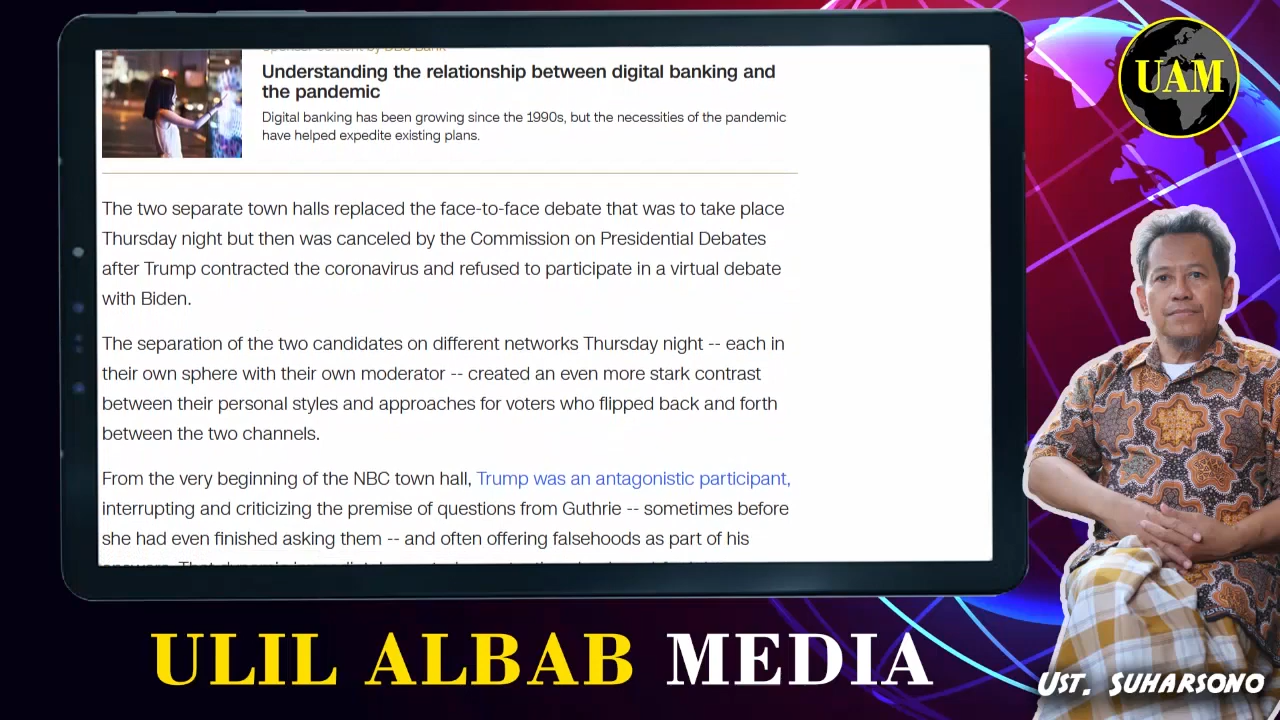 Sponsor content by DBS Bank
Understanding the relationship between digital banking and
the pandemic
Digital banking has been growing since the 1990s, but the necessities of the pandemic
have helped expedite existing plans.
The two separate town halls replaced the face-to-face debate that was to take place
Thursday night but then was canceled by the Commission on Presidential Debates
after Trump contracted the coronavirus and refused to participate in a virtual debate
with Biden.
The separation of the two candidates on different networks Thursday night -- each in
their own sphere with their own moderator -- created an even more stark contrast
between their personal styles and approaches for voters who flipped back and forth
between the two channels.
From the very beginning of the NBC town hall, Trump was an antagonistic participant,
interrupting and criticizing the premise of questions from Guthrie -- sometimes before
she had even finished asking them -- and often offering falsehoods as part of his
UAM
ULIL ALBAB MEDIA
UST. SUHARSONO